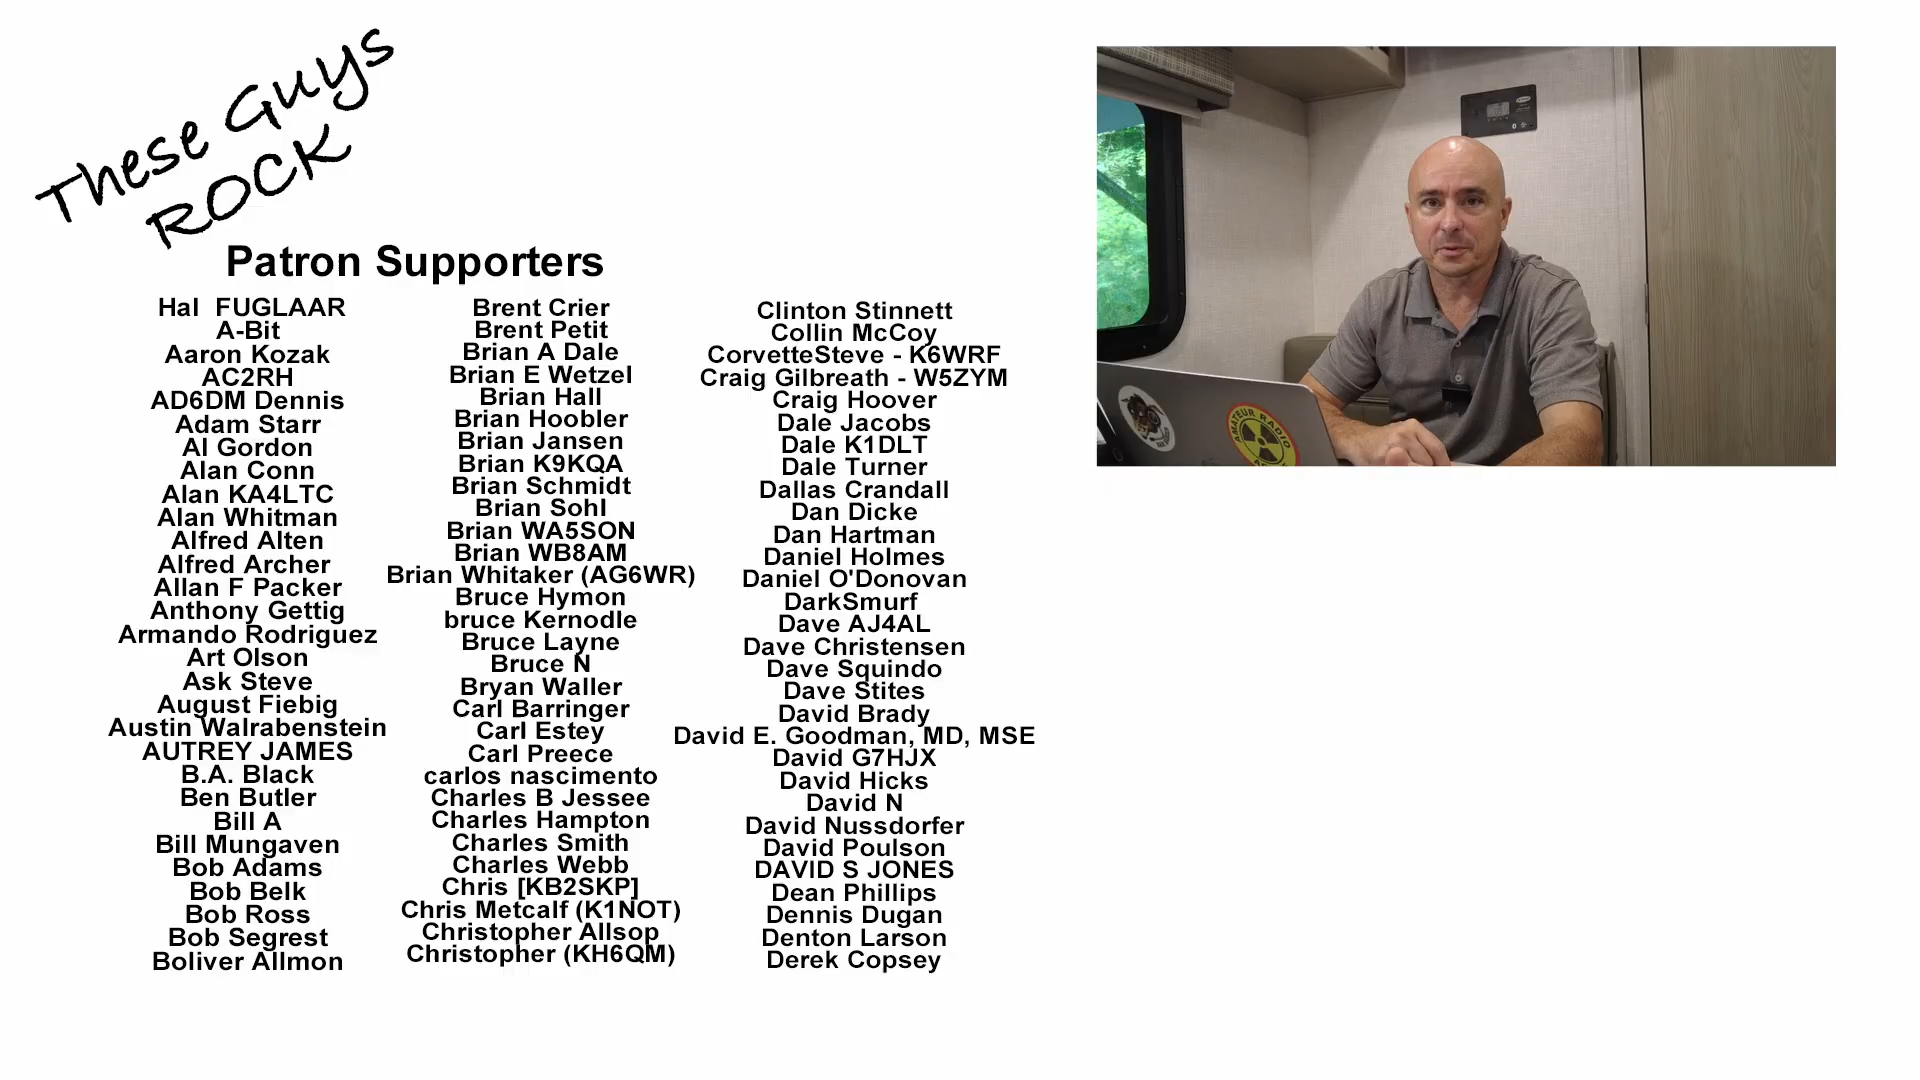 These Guys
ROCK
Patron Supporters
Hal  FUGLAAR
A-Bit
Aaron Kozak
AC2RH
AD6DM Dennis
Adam Starr
Al Gordon
Alan Conn
Alan KA4LTC
Alan Whitman
Alfred Alten
Alfred Archer
Allan F Packer
Anthony Gettig
Armando Rodriguez
Art Olson
Ask Steve
August Fiebig
Austin Walrabenstein
AUTREY JAMES
B.A. Black
Ben Butler
Bill A
Bill Mungaven
Bob Adams
Bob Belk
Bob Ross
Bob Segrest
Boliver Allmon
Brent Crier
Brent Petit
Brian A Dale
Brian E Wetzel
Brian Hall
Brian Hoobler
Brian Jansen
Brian K9KQA
Brian Schmidt
Brian Sohl
Brian WA5SON
Brian WB8AM
Brian Whitaker (AG6WR)
Bruce Hymon
bruce Kernodle
Bruce Layne
Bruce N
Bryan Waller
Carl Barringer
Carl Estey
Carl Preece
carlos nascimento
Charles B Jessee
Charles Hampton
Charles Smith
Charles Webb
Chris [KB2SKP]
Chris Metcalf (K1NOT)
Christopher Allsop
Christopher (KH6QM)
Clinton Stinnett
Collin McCoy
CorvetteSteve - K6WRF
Craig Gilbreath - W5ZYM
Craig Hoover
Dale Jacobs
Dale K1DLT
Dale Turner
Dallas Crandall
Dan Dicke
Dan Hartman
Daniel Holmes
Daniel O'Donovan
DarkSmurf
Dave AJ4AL
Dave Christensen
Dave Squindo
Dave Stites
David Brady
David E. Goodman, MD, MSE
David G7HJX
David Hicks
David N
David Nussdorfer
David Poulson
DAVID S JONES
Dean Phillips
Dennis Dugan
Denton Larson
Derek Copsey
AMATEUR RADIO